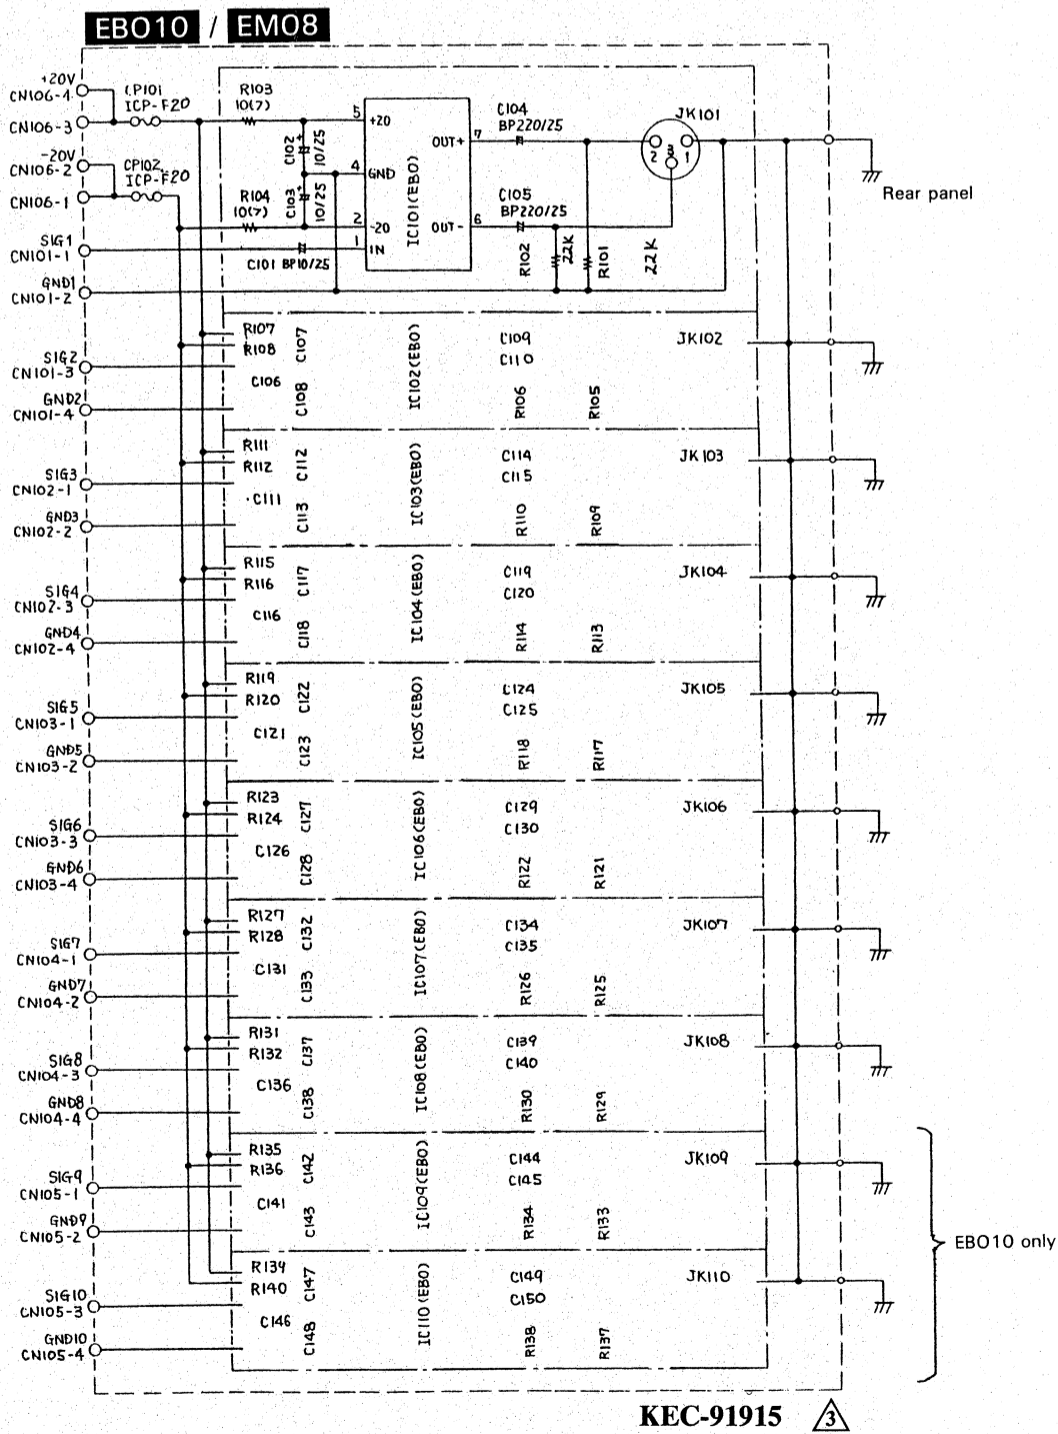 EBO10 / EM08
+20V
CN106-4
CP101
ICP-F20
CN106-3
-20V
CN106-2
CP102
ICP-F20
CN106-1
SIG1
CN101-1
GND1
CN101-2
R103
10(7)
C102
+
10/25
R104
10(7)
C103
+
10/25
C101 BP10/25
5
+20
4
GND
2
-20
1
IN
IC101(EBO)
OUT+
7
OUT-
6
C104
BP220/25
C105
BP220/25
R102
22K
R101
22K
JK101
2
3
1
Rear panel
SIG2
CN101-3
GND2
CN101-4
R107
R108
C107
C106
C108
IC102(EBO)
C109
C110
R106
R105
JK102
SIG3
CN102-1
GND3
CN102-2
R111
R112
C112
C111
C113
IC103(EBO)
C114
C115
R110
R109
JK103
SIG4
CN102-3
GND4
CN102-4
R115
R116
C117
C116
C118
IC104(EBO)
C119
C120
R114
R113
JK104
SIG5
CN103-1
GND5
CN103-2
R119
R120
C122
C121
C123
IC105(EBO)
C124
C125
R118
R117
JK105
SIG6
CN103-3
GND6
CN103-4
R123
R124
C127
C126
C128
IC106(EBO)
C129
C130
R122
R121
JK106
SIG7
CN104-1
GND7
CN104-2
R127
R128
C132
C131
C133
IC107(EBO)
C134
C135
R126
R125
JK107
SIG8
CN104-3
GND8
CN104-4
R131
R132
C137
C136
C138
IC108(EBO)
C139
C140
R130
R129
JK108
SIG9
CN105-1
GND9
CN105-2
R135
R136
C142
C141
C143
IC109(EBO)
C144
C145
R134
R133
JK109
EBO10 only
SIG10
CN105-3
GND10
CN105-4
R139
R140
C147
C146
C148
IC110(EBO)
C149
C150
R138
R137
JK110
KEC-91915 3